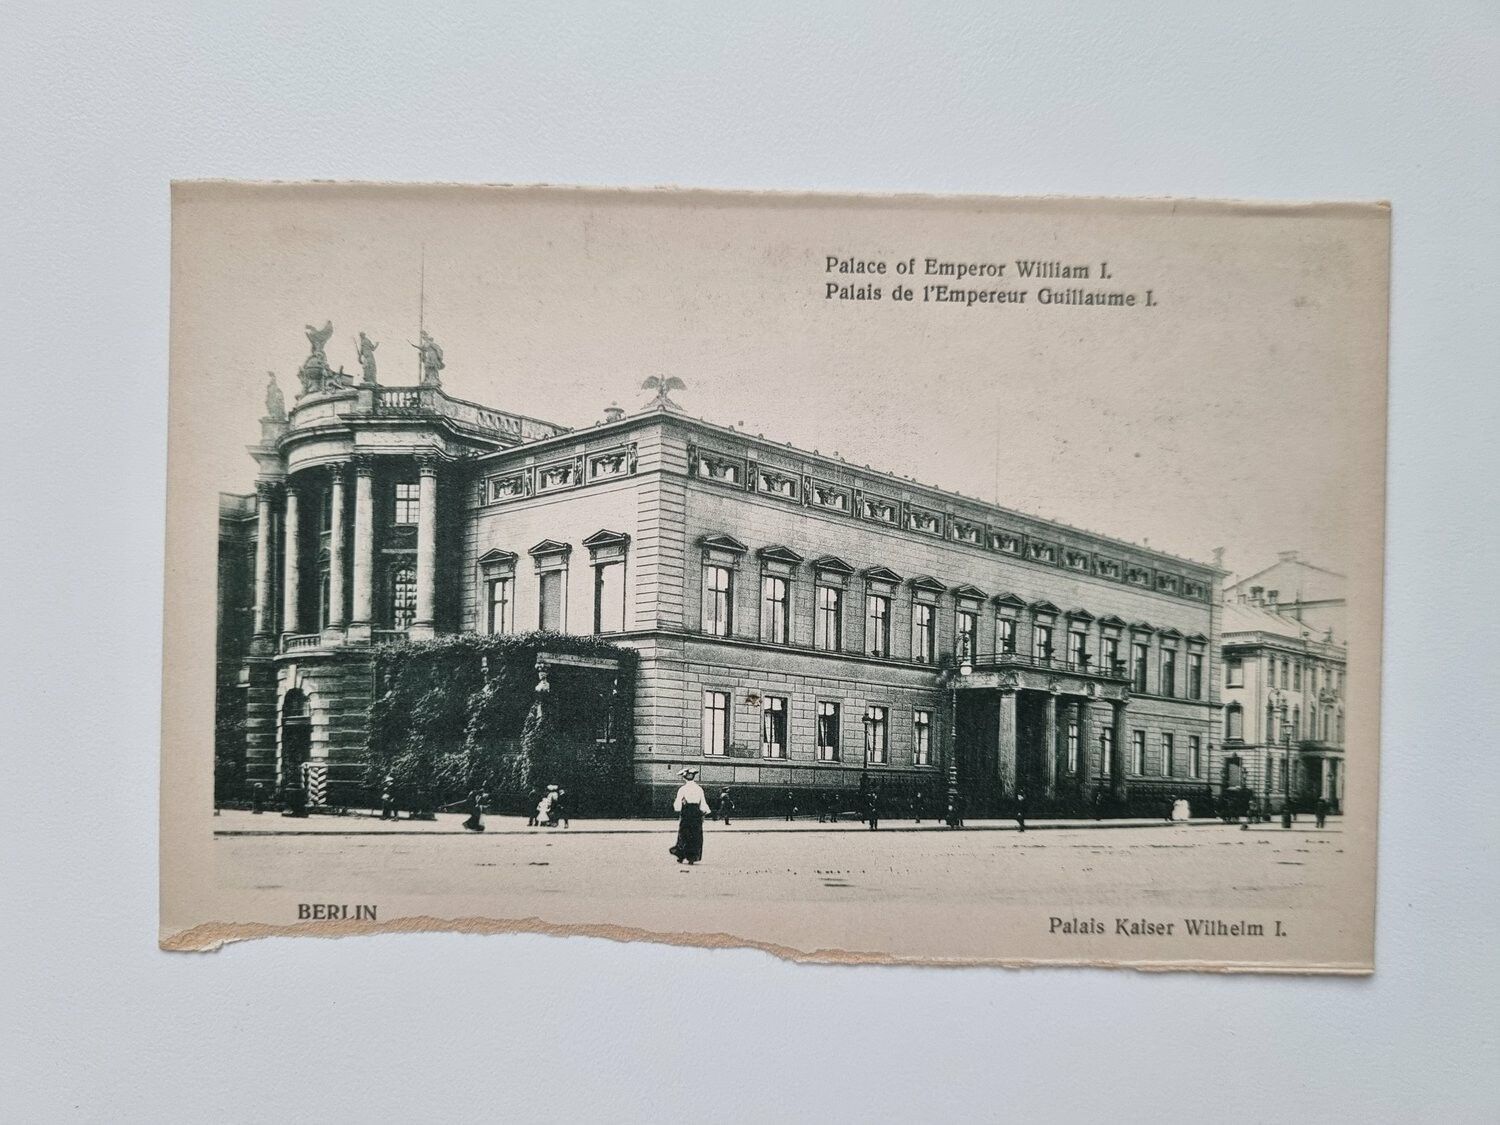 Palace of Emperor William I.
Palais de l'Empereur Guillaume I.
BERLIN
Palais Kaiser Wilhelm I.